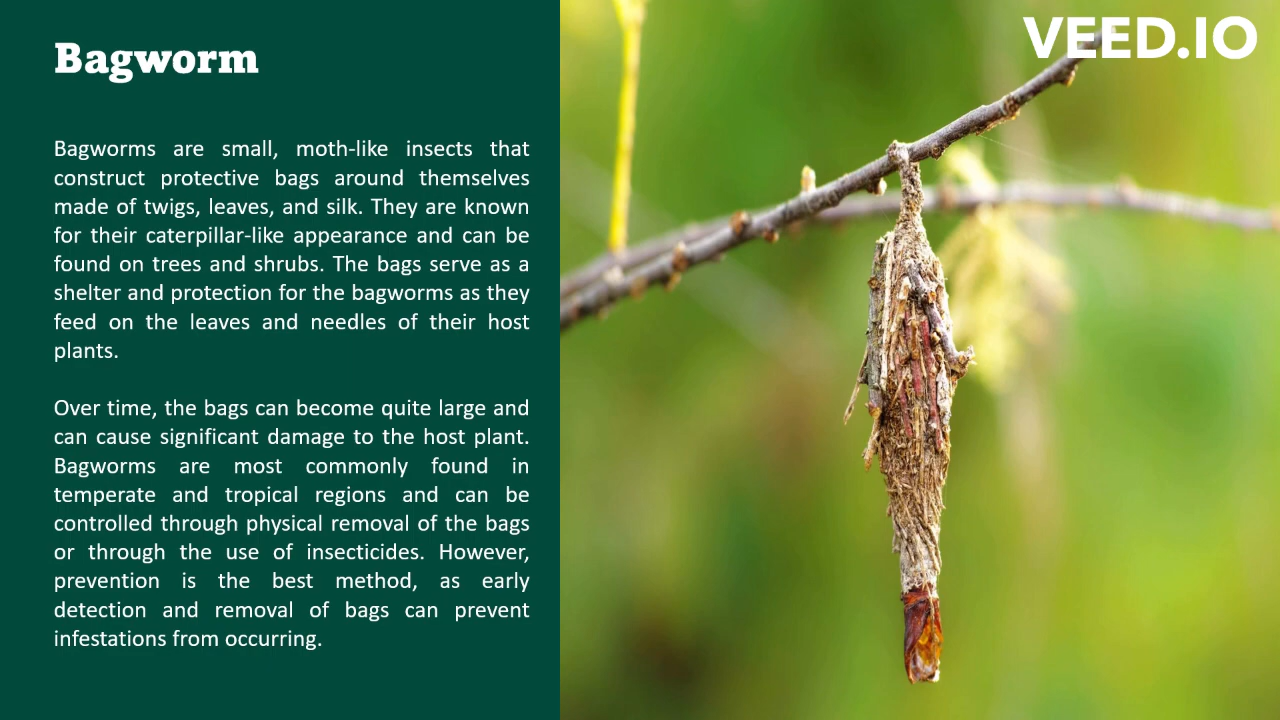 VEED.IO
Bagworm
Bagworms are small, moth-like insects that
construct protective bags around themselves
made of twigs, leaves, and silk. They are known
for their caterpillar-like appearance and can be
found on trees and shrubs. The bags serve as a
shelter and protection for the bagworms as they
feed on the leaves and needles of their host
plants.
Over time, the bags can become quite large and
can cause significant damage to the host plant.
Bagworms are most commonly found in
temperate and tropical regions and can be
controlled through physical removal of the bags
or through the use of insecticides. However,
prevention is the best method, as early
detection and removal of bags can prevent
infestations from occurring.